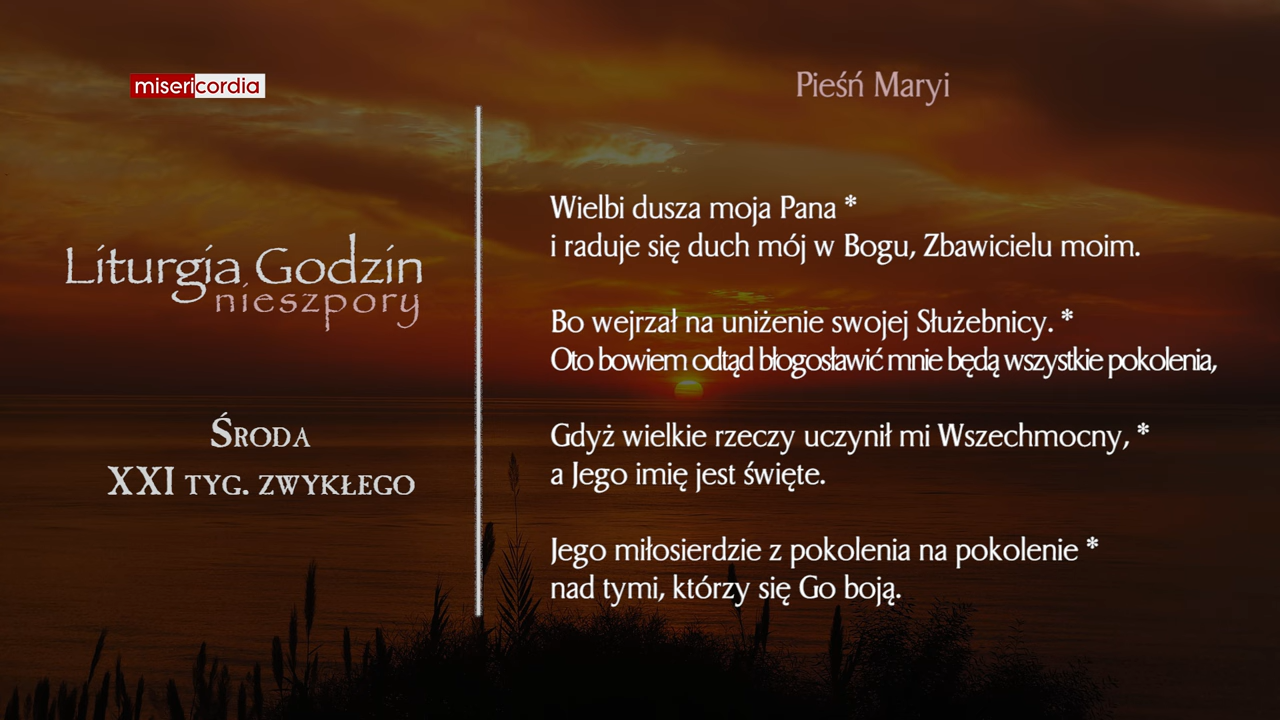 misericordia
Liturgia Godzin
nieszpory
Środa
XXI tyg. zwykłego
Pieśń Maryi
Wielbi dusza moja Pana *
i raduje się duch mój w Bogu, Zbawicielu moim.
Bo wejrzał na uniżenie swojej Służebnicy. *
Oto bowiem odtąd błogosławić mnie będą wszystkie pokolenia,
Gdyż wielkie rzeczy uczynił mi Wszechmocny, *
a Jego imię jest święte.
Jego miłosierdzie z pokolenia na pokolenie *
nad tymi, którzy się Go boją.